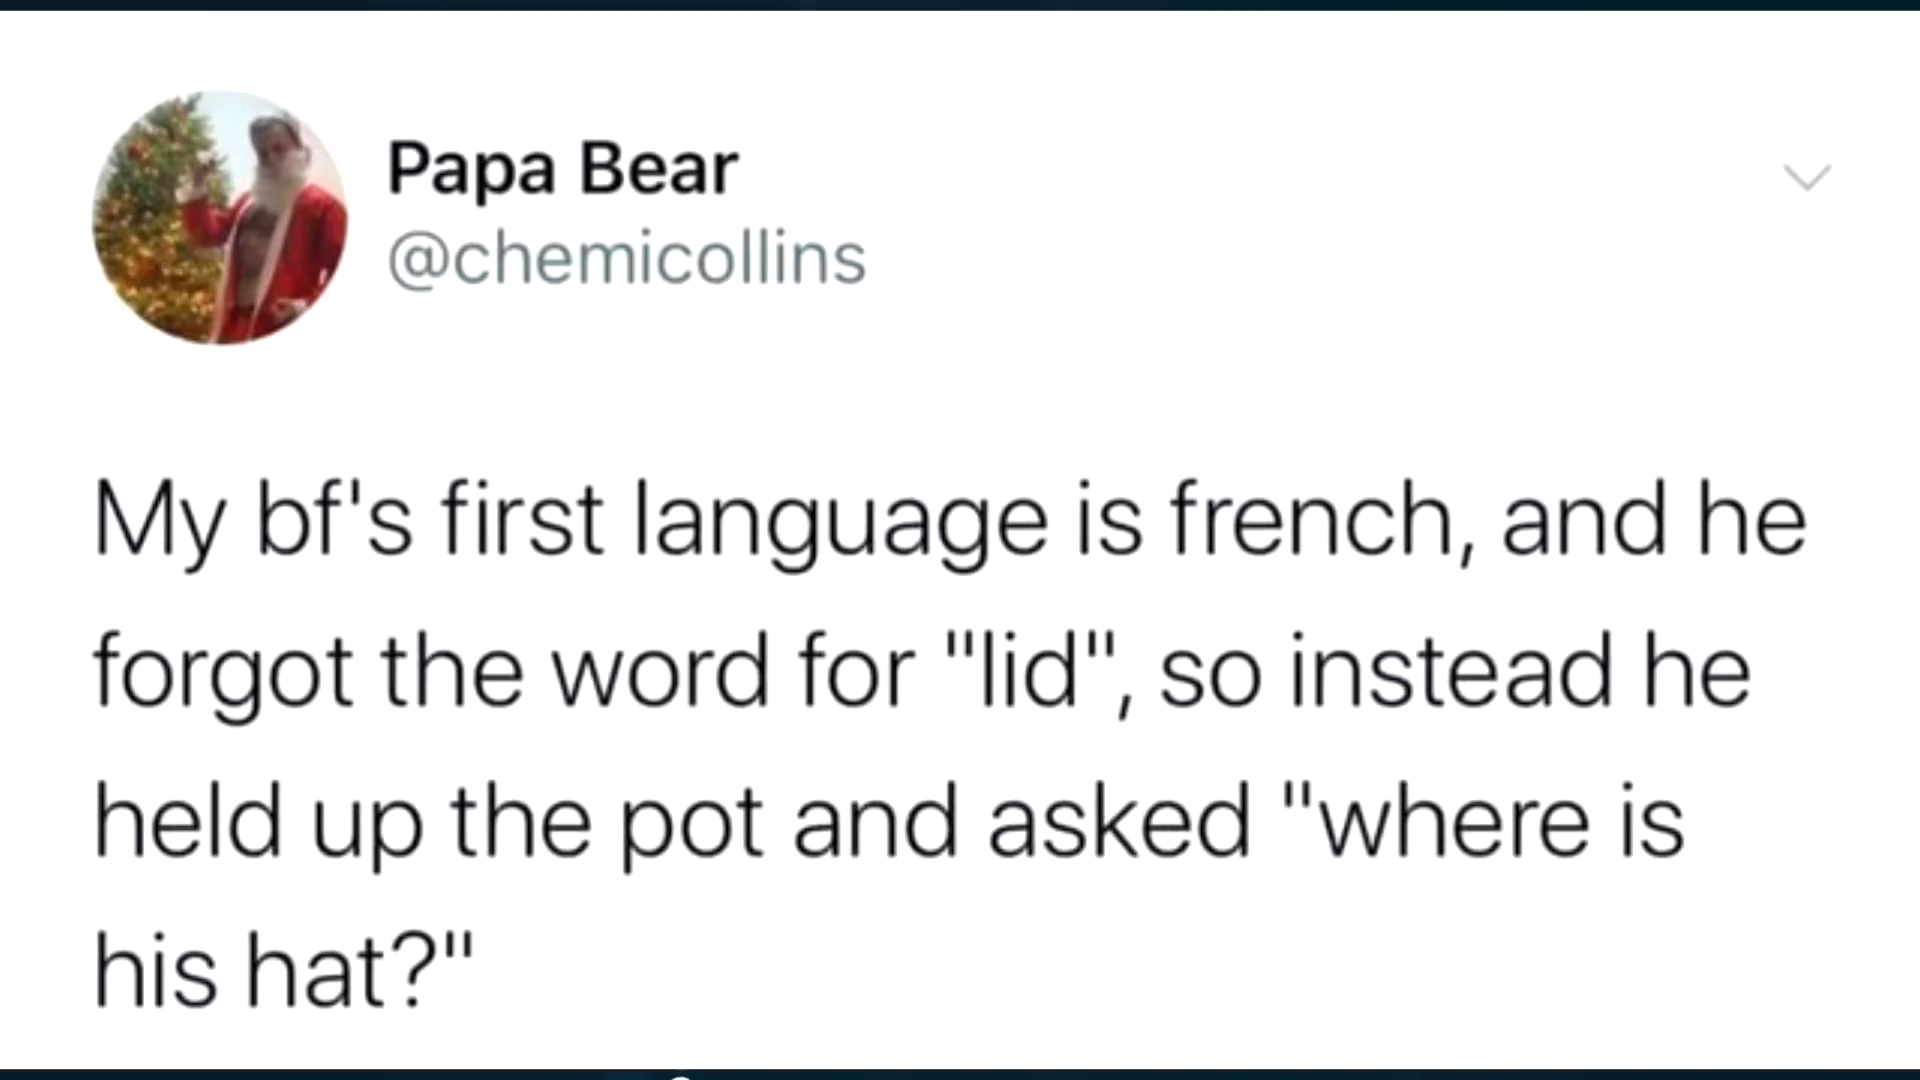 Papa Bear
@chemicollins
My bf's first language is french, and he
forgot the word for "lid", so instead he
held up the pot and asked "where is
his hat?"